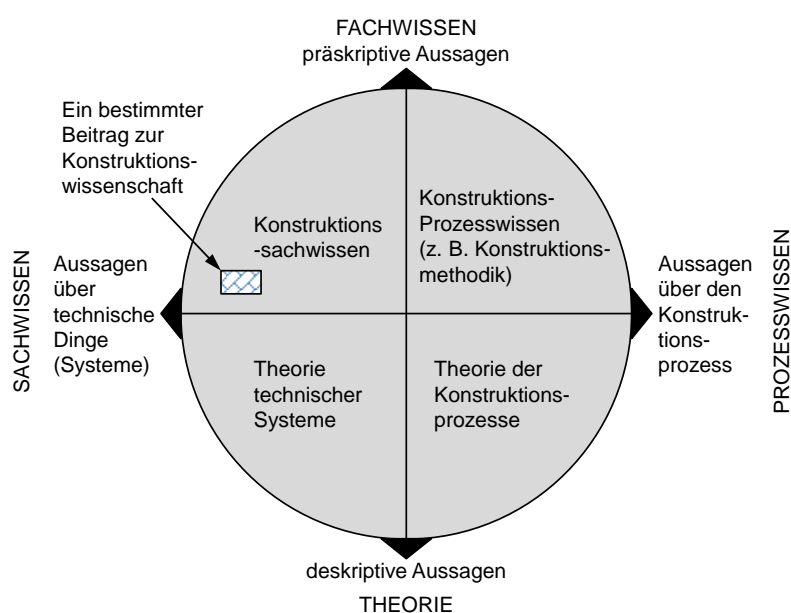 FACHWISSEN
präskriptive Aussagen
Ein bestimmter
Beitrag zur
Konstruktions-
wissenschaft
Konstruktions
-sachwissen
Konstruktions-
Prozesswissen
(z. B. Konstruktions-
methodik)
SACHWISSEN
Aussagen
über
technische
Dinge
(Systeme)
Aussagen
über den
Konstruk-
tions-
prozess
PROZESSWISSEN
Theorie
technischer
Systeme
Theorie der
Konstruktions-
prozesse
deskriptive Aussagen
THEORIE